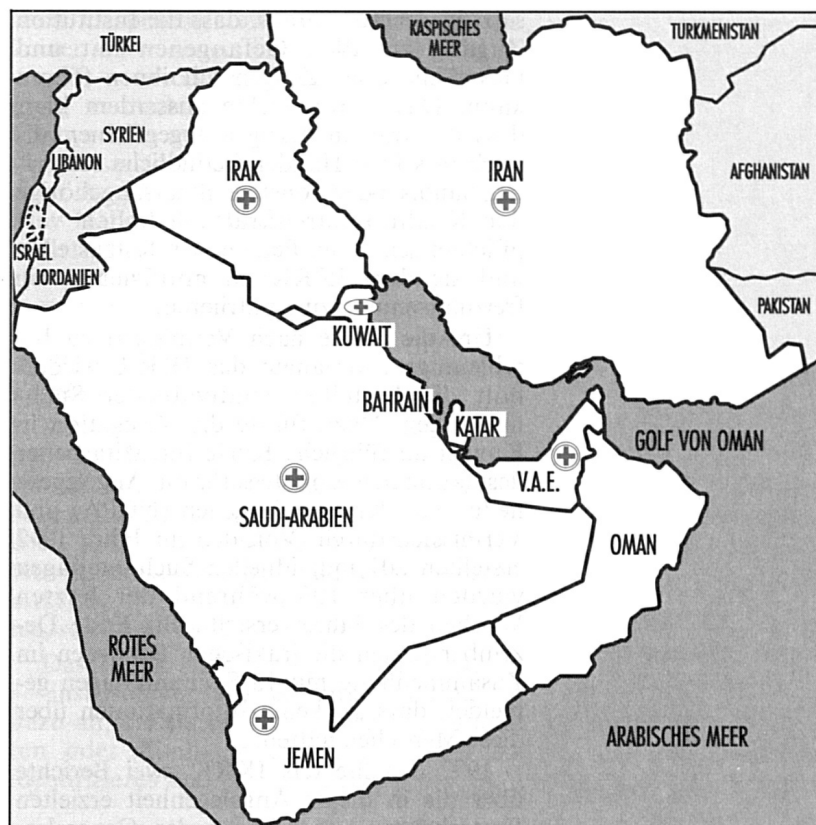 KASPISCHES
MEER
TURKMENISTAN
TÜRKEI
SYRIEN
LIBANON
IRAK
IRAN
AFGHANISTAN
ISRAEL
JORDANIEN
PAKISTAN
KUWAIT
BAHRAIN
KATAR
GOLF VON OMAN
V.A.E.
SAUDI-ARABIEN
OMAN
ROTES
MEER
JEMEN
ARABISCHES MEER